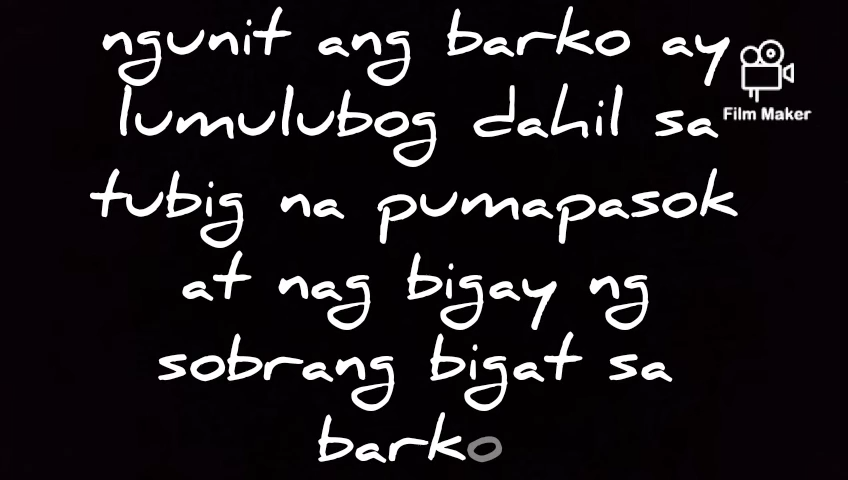 ngunit ang barko ay
lumulubog dahil sa
tubig na pumapasok
at nag bigay ng
sobrang bigat sa
barko
Film Maker